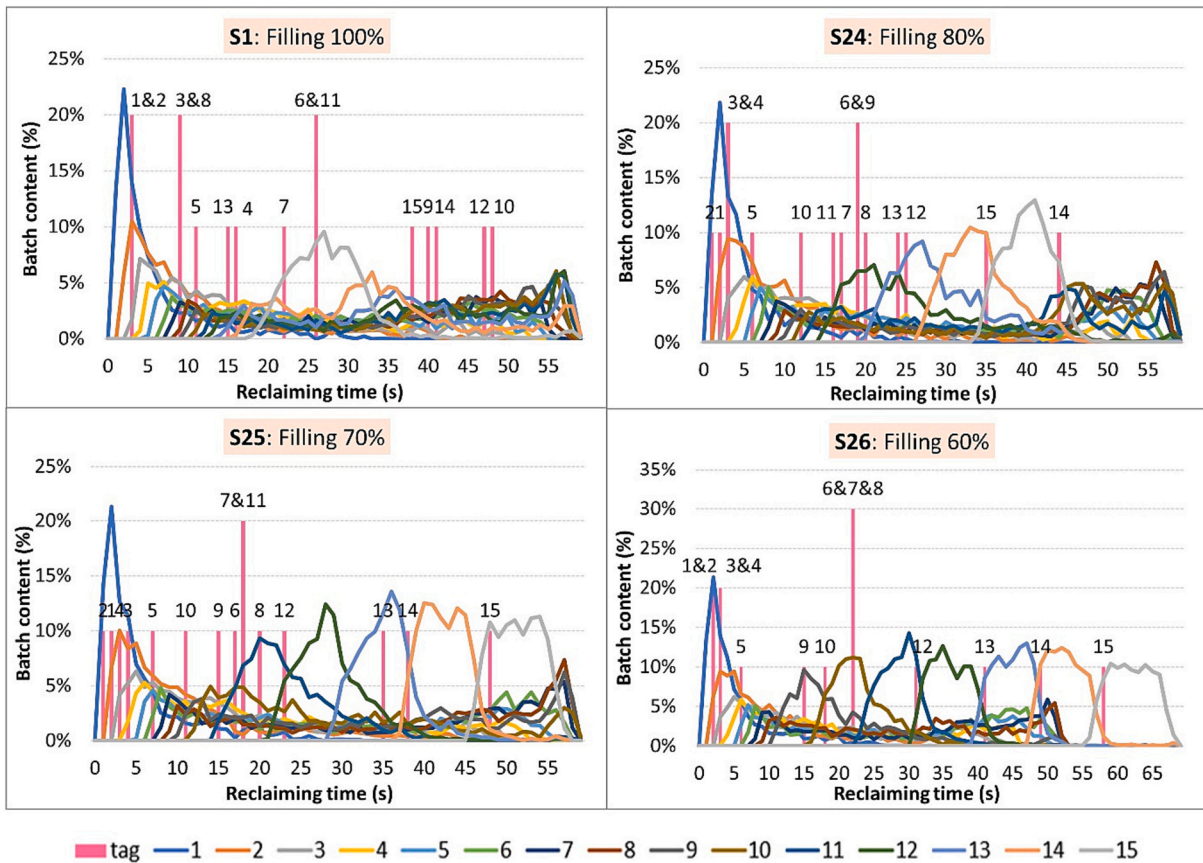 S1: Filling 100%
25%
20%
15%
10%
5%
0%
Batch content (%)
1&2 3&8 6&11
5 13 4 7 15 9 14 12 10
0 5 10 15 20 25 30 35 40 45 50 55
Reclaiming time (s)
S24: Filling 80%
25%
20%
15%
10%
5%
0%
Batch content (%)
3&4 6&9
21 5 10 11 7 8 13 12 15 14
0 5 10 15 20 25 30 35 40 45 50 55
Reclaiming time (s)
S25: Filling 70%
25%
20%
15%
10%
5%
0%
Batch content (%)
7&11
2 1 4 3 5 10 9 6 8 12 13 14 15
0 5 10 15 20 25 30 35 40 45 50 55
Reclaiming time (s)
S26: Filling 60%
35%
30%
25%
20%
15%
10%
5%
0%
Batch content (%)
6&7&8
1&2 3&4
5 9 10 12 13 14 15
0 5 10 15 20 25 30 35 40 45 50 55 60 65
Reclaiming time (s)
tag 1 2 3 4 5 6 7 8 9 10 11 12 13 14 15